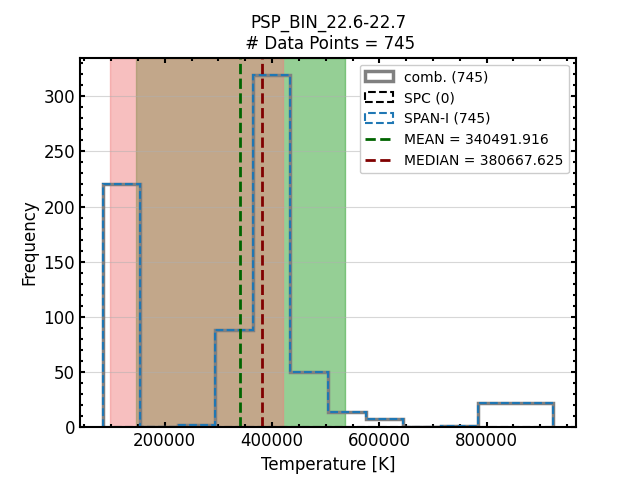 PSP_BIN_22.6-22.7
# Data Points = 745
comb. (745)
SPC (0)
SPAN-I (745)
MEAN = 340491.916
MEDIAN = 380667.625
Frequency
300
250
200
150
100
50
0
200000 400000 600000 800000
Temperature [K]